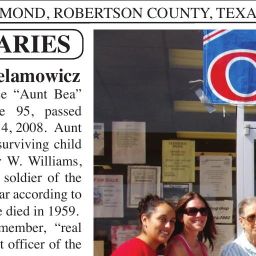 MOND, ROBERTSON COUNTY, TEXA
ARIES
elamowicz
e "Aunt Bea"
e 95, passed
4, 2008. Aunt
surviving child
W. Williams,
soldier of the
ar according to
e died in 1959.
member, "real
t officer of the